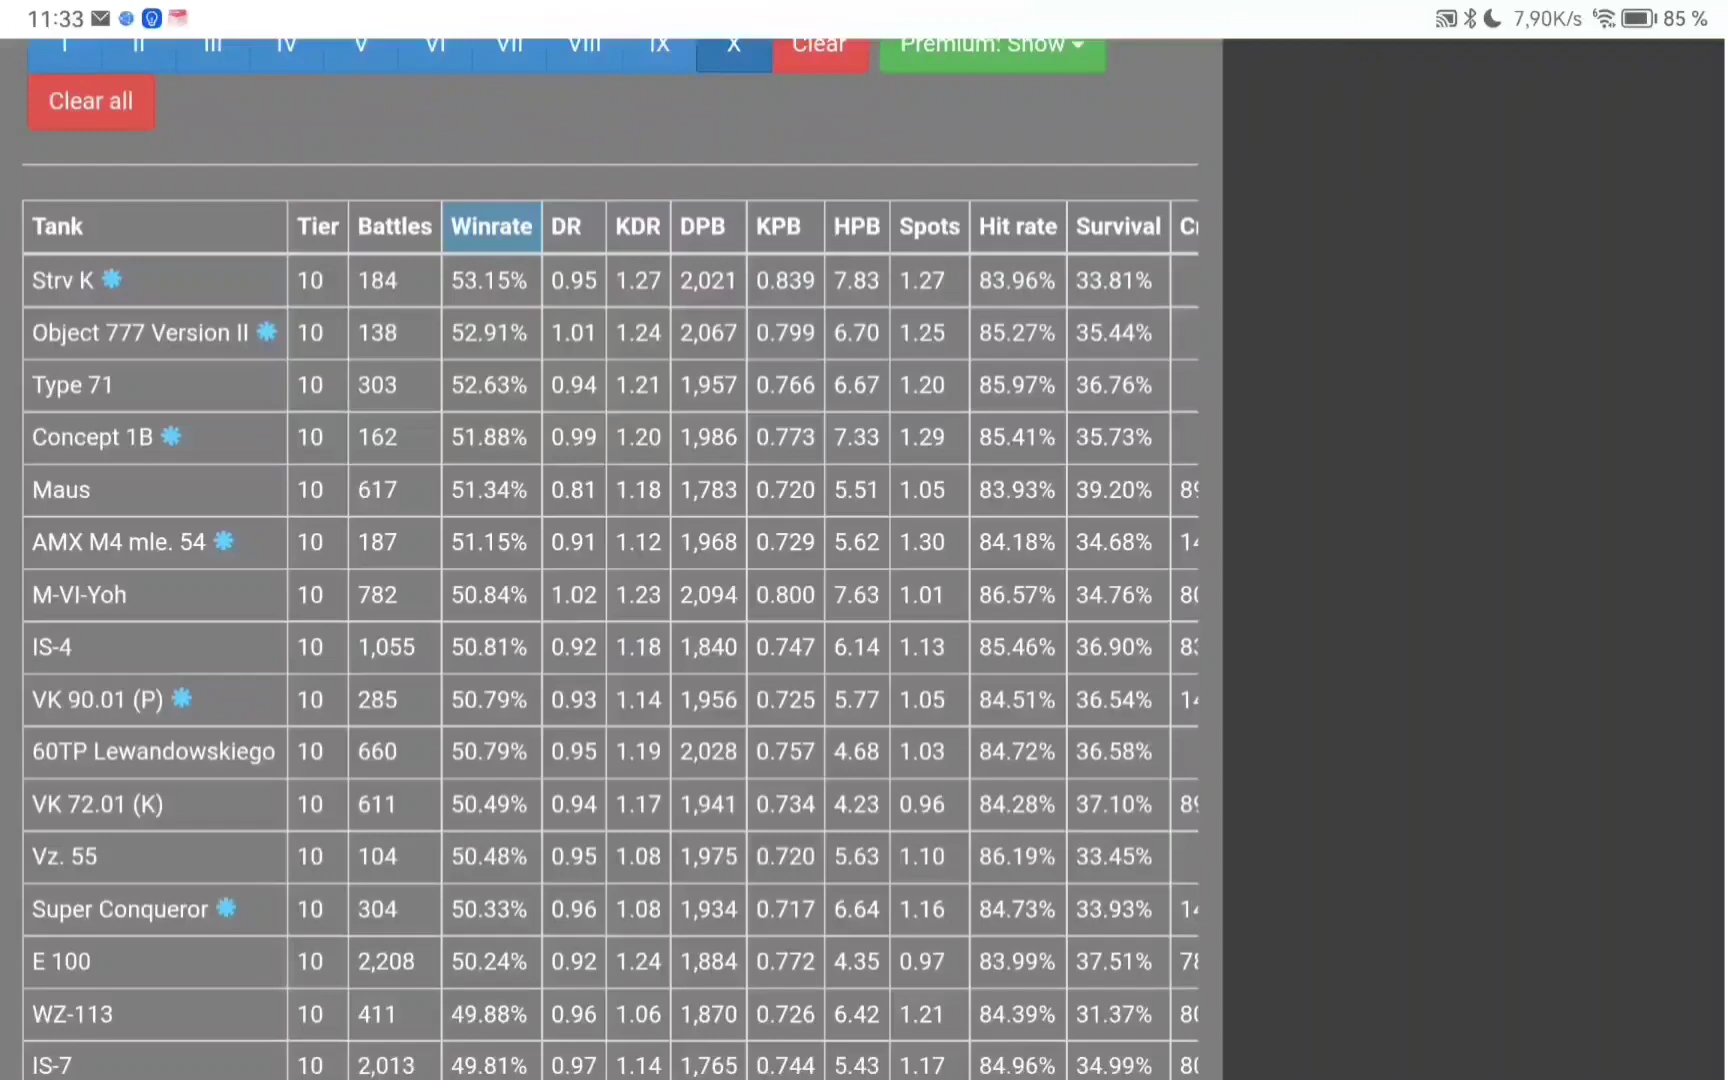 11:33 7,90K/s 85 %
I II III IV V VI VII VIII IX X Clear Premium: Show
Clear all
Tank Tier Battles Winrate DR KDR DPB KPB HPB Spots Hit rate Survival
Strv K 10 184 53.15% 0.95 1.27 2,021 0.839 7.83 1.27 83.96% 33.81%
Object 777 Version II 10 138 52.91% 1.01 1.24 2,067 0.799 6.70 1.25 85.27% 35.44%
Type 71 10 303 52.63% 0.94 1.21 1,957 0.766 6.67 1.20 85.97% 36.76%
Concept 1B 10 162 51.88% 0.99 1.20 1,986 0.773 7.33 1.29 85.41% 35.73%
Maus 10 617 51.34% 0.81 1.18 1,783 0.720 5.51 1.05 83.93% 39.20%
AMX M4 mle. 54 10 187 51.15% 0.91 1.12 1,968 0.729 5.62 1.30 84.18% 34.68%
M-VI-Yoh 10 782 50.84% 1.02 1.23 2,094 0.800 7.63 1.01 86.57% 34.76%
IS-4 10 1,055 50.81% 0.92 1.18 1,840 0.747 6.14 1.13 85.46% 36.90%
VK 90.01 (P) 10 285 50.79% 0.93 1.14 1,956 0.725 5.77 1.05 84.51% 36.54%
60TP Lewandowskiego 10 660 50.79% 0.95 1.19 2,028 0.757 4.68 1.03 84.72% 36.58%
VK 72.01 (K) 10 611 50.49% 0.94 1.17 1,941 0.734 4.23 0.96 84.28% 37.10%
Vz. 55 10 104 50.48% 0.95 1.08 1,975 0.720 5.63 1.10 86.19% 33.45%
Super Conqueror 10 304 50.33% 0.96 1.08 1,934 0.717 6.64 1.16 84.73% 33.93%
E 100 10 2,208 50.24% 0.92 1.24 1,884 0.772 4.35 0.97 83.99% 37.51%
WZ-113 10 411 49.88% 0.96 1.06 1,870 0.726 6.42 1.21 84.39% 31.37%
IS-7 10 2,013 49.81% 0.97 1.14 1,765 0.744 5.43 1.17 84.96% 34.99%